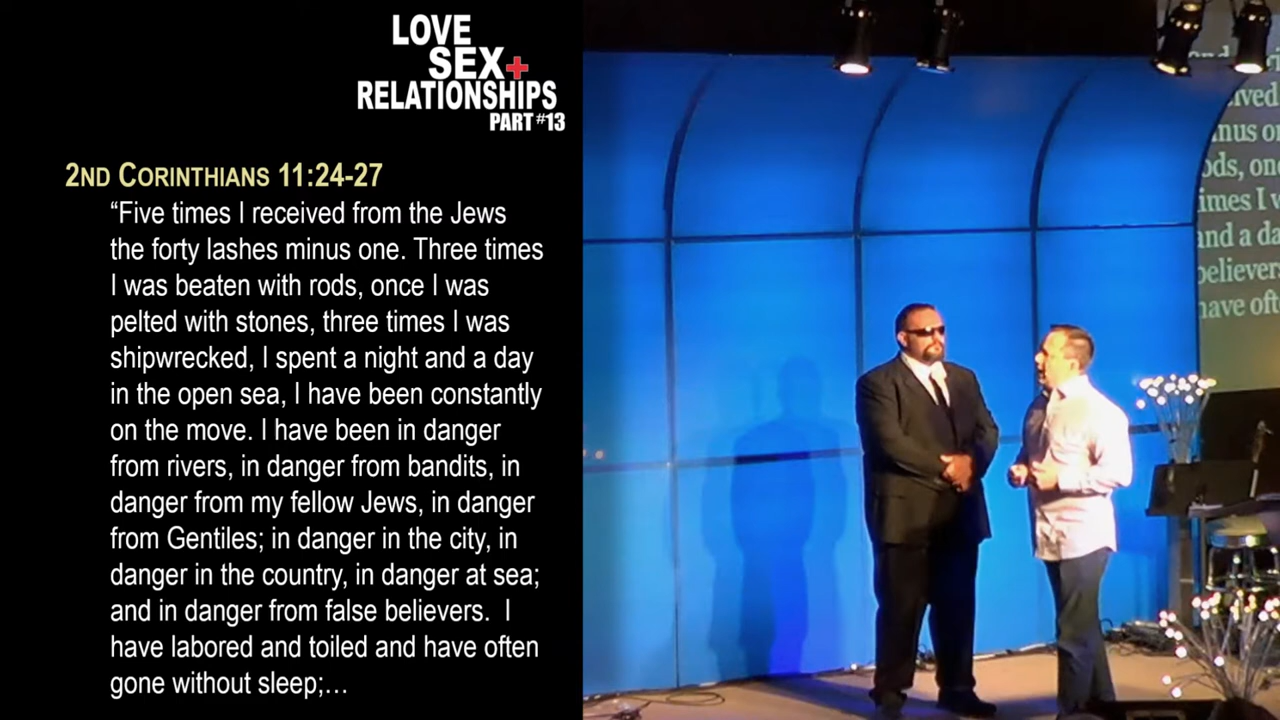 LOVE
SEX+
RELATIONSHIPS
PART #13
2ND CORINTHIANS 11:24-27
“Five times I received from the Jews
the forty lashes minus one. Three times
I was beaten with rods, once I was
pelted with stones, three times I was
shipwrecked, I spent a night and a day
in the open sea, I have been constantly
on the move. I have been in danger
from rivers, in danger from bandits, in
danger from my fellow Jews, in danger
from Gentiles; in danger in the city, in
danger in the country, in danger at sea;
and in danger from false believers.  I
have labored and toiled and have often
gone without sleep;…
and a da